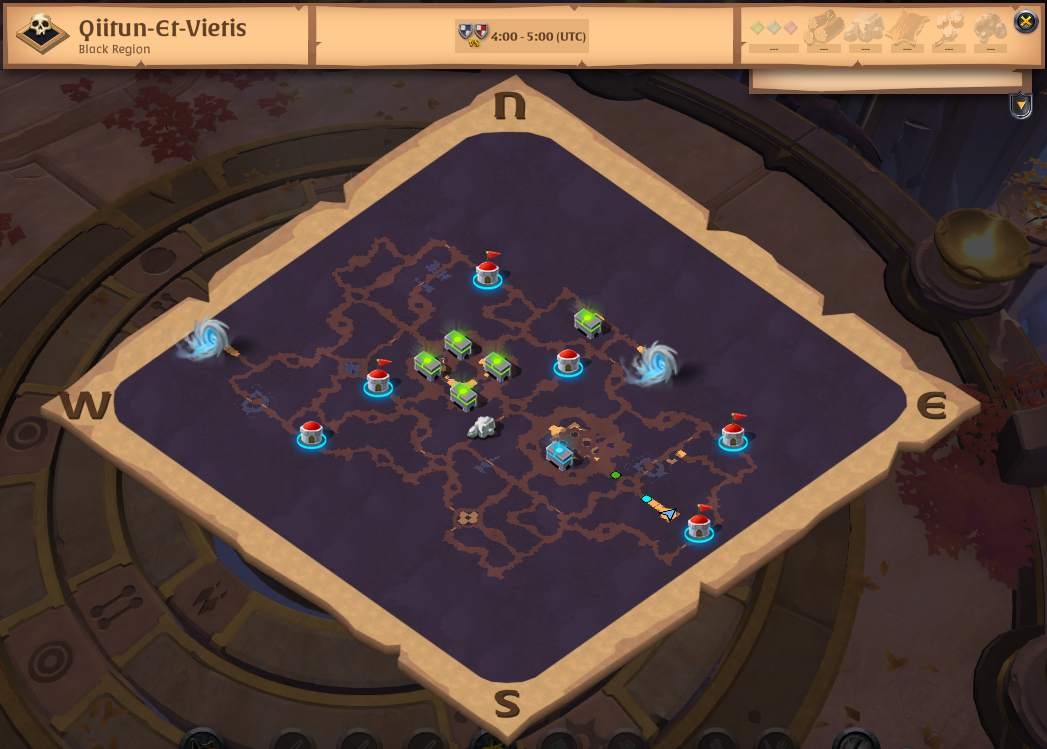 Qiitun-Et-Vietis
Black Region
4:00 - 5:00 (UTC)
--- --- --- --- --- ---
N
W
E
S